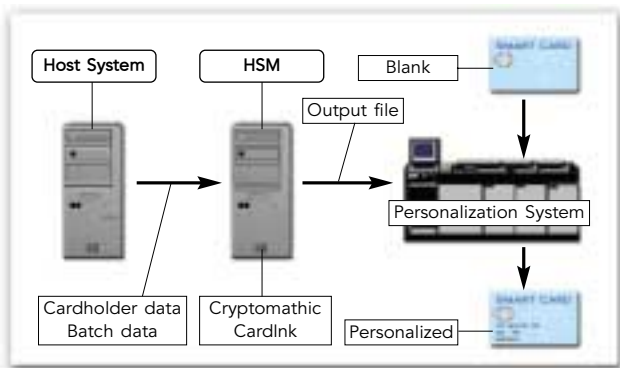 Host System
HSM
Blank
SMART CARD
Output file
Personalization System
Cardholder data
Batch data
Cryptomathic
CardInk
Personalized
SMART CARD